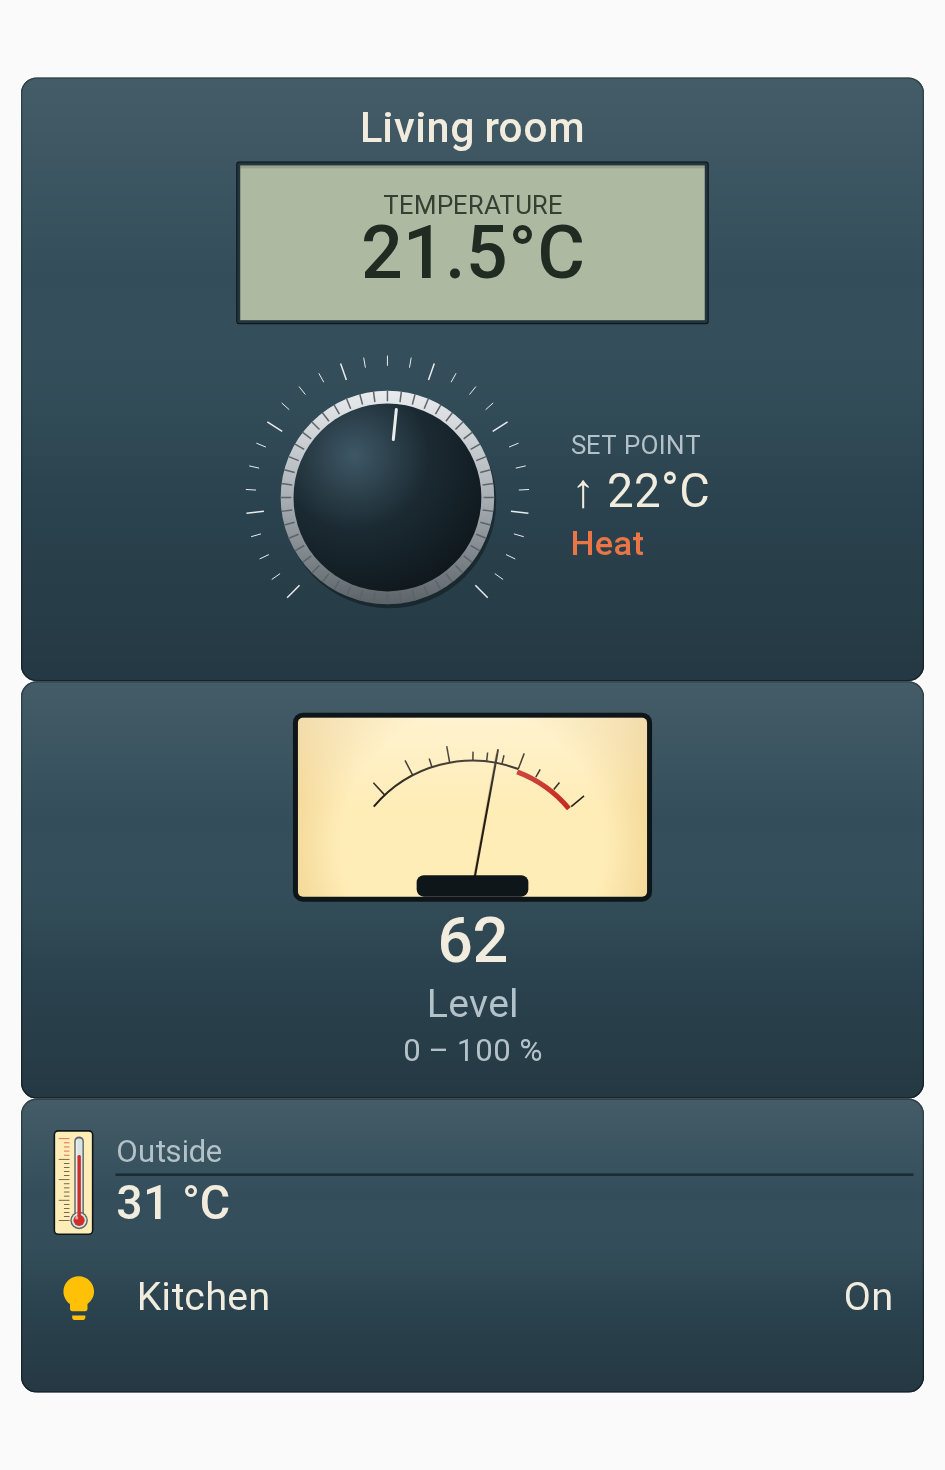 Living room
TEMPERATURE
21.5°C
SET POINT
↑ 22°C
Heat
62
Level
0 – 100 %
Outside
31 °C
Kitchen On